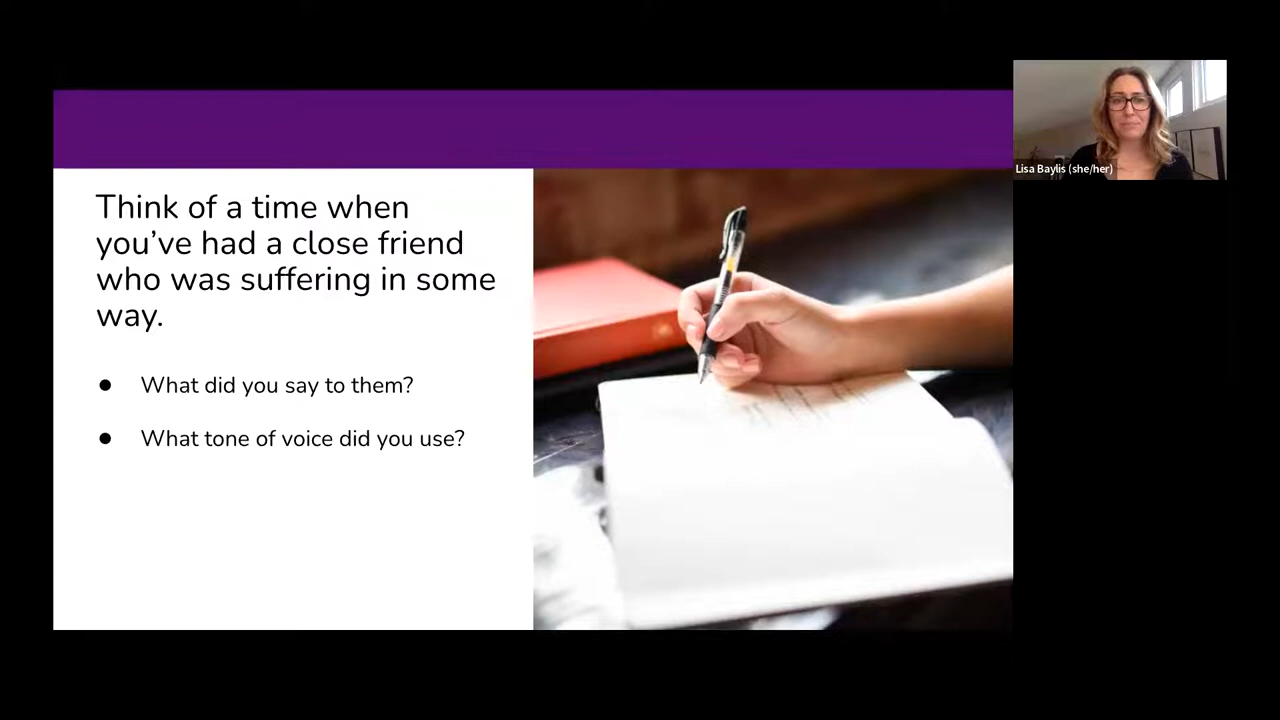 Think of a time when
you’ve had a close friend
who was suffering in some
way.
● What did you say to them?
● What tone of voice did you use?
Lisa Baylis (she/her)